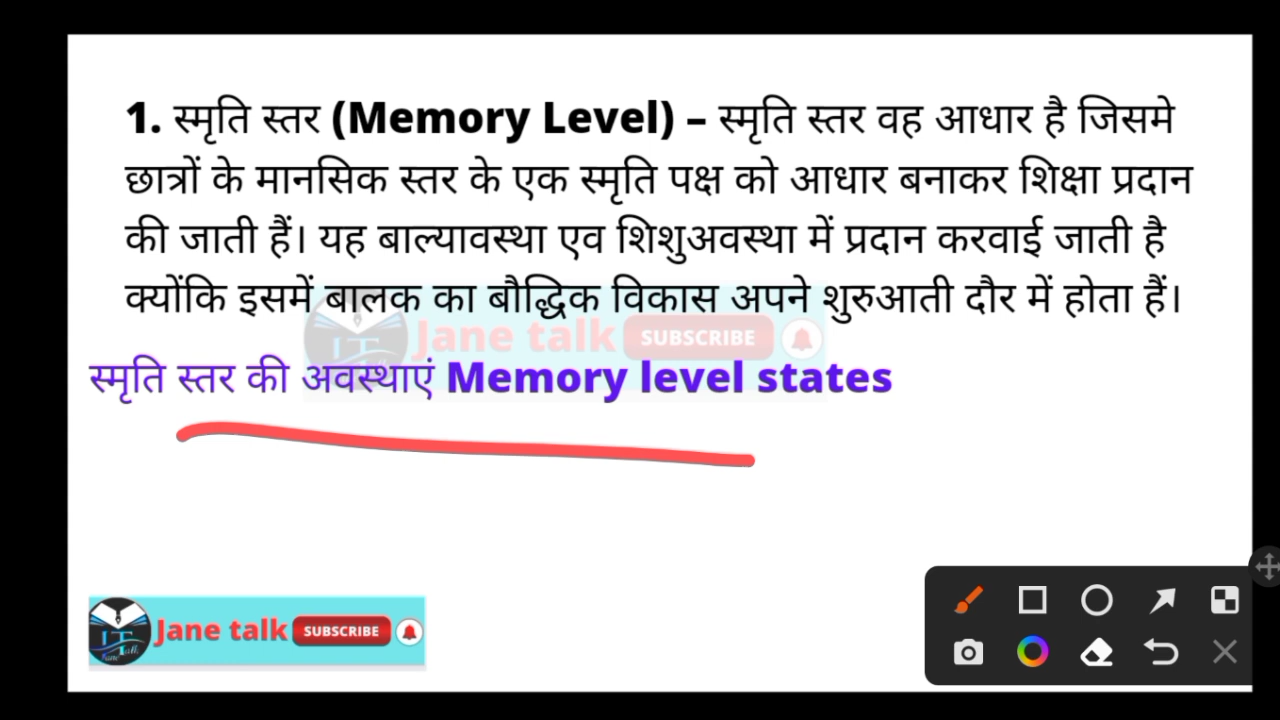 1. स्मृति स्तर (Memory Level) – स्मृति स्तर वह आधार है जिसमे
छात्रों के मानसिक स्तर के एक स्मृति पक्ष को आधार बनाकर शिक्षा प्रदान
की जाती हैं। यह बाल्यावस्था एव शिशुअवस्था में प्रदान करवाई जाती है
क्योंकि इसमें बालक का बौद्धिक विकास अपने शुरुआती दौर में होता हैं।
Jane talk SUBSCRIBE
स्मृति स्तर की अवस्थाएं Memory level states
Jane talk SUBSCRIBE